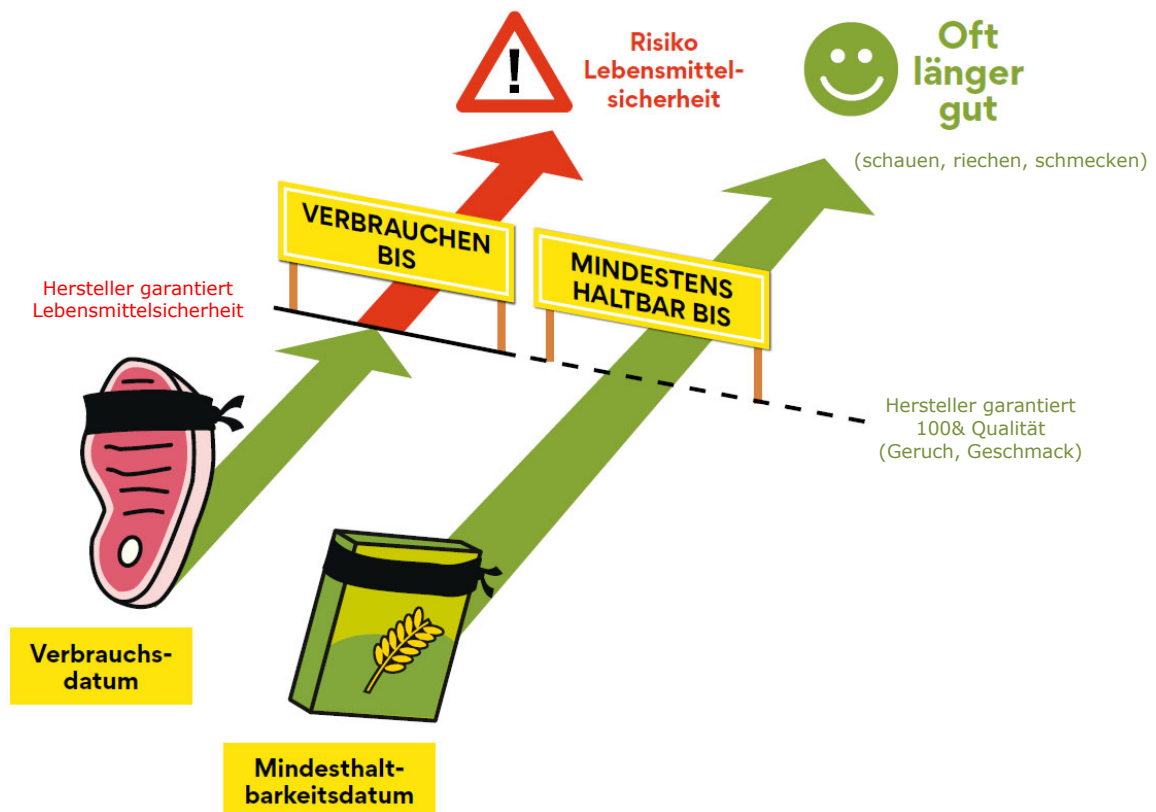 Risiko
Lebensmittel-
sicherheit
Oft
länger
gut
(schauen, riechen, schmecken)
VERBRAUCHEN
BIS
MINDESTENS
HALTBAR BIS
Hersteller garantiert
Lebensmittelsicherheit
Hersteller garantiert
100& Qualität
(Geruch, Geschmack)
Verbrauchs-
datum
Mindesthalt-
barkeitsdatum